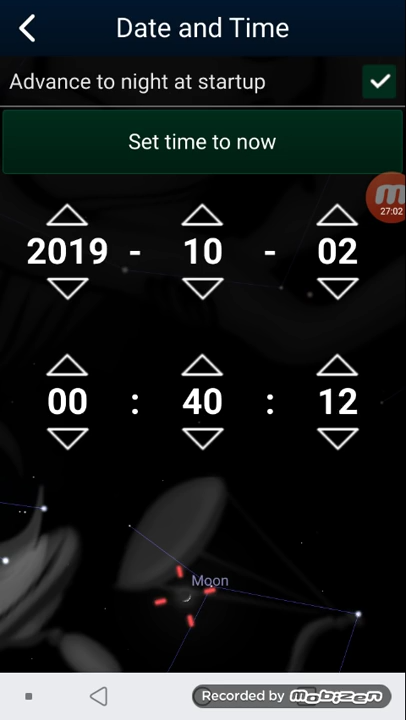 Date and Time
Advance to night at startup
Set time to now
27:02
2019 - 10 - 02
00 : 40 : 12
Moon
Recorded by mobizen